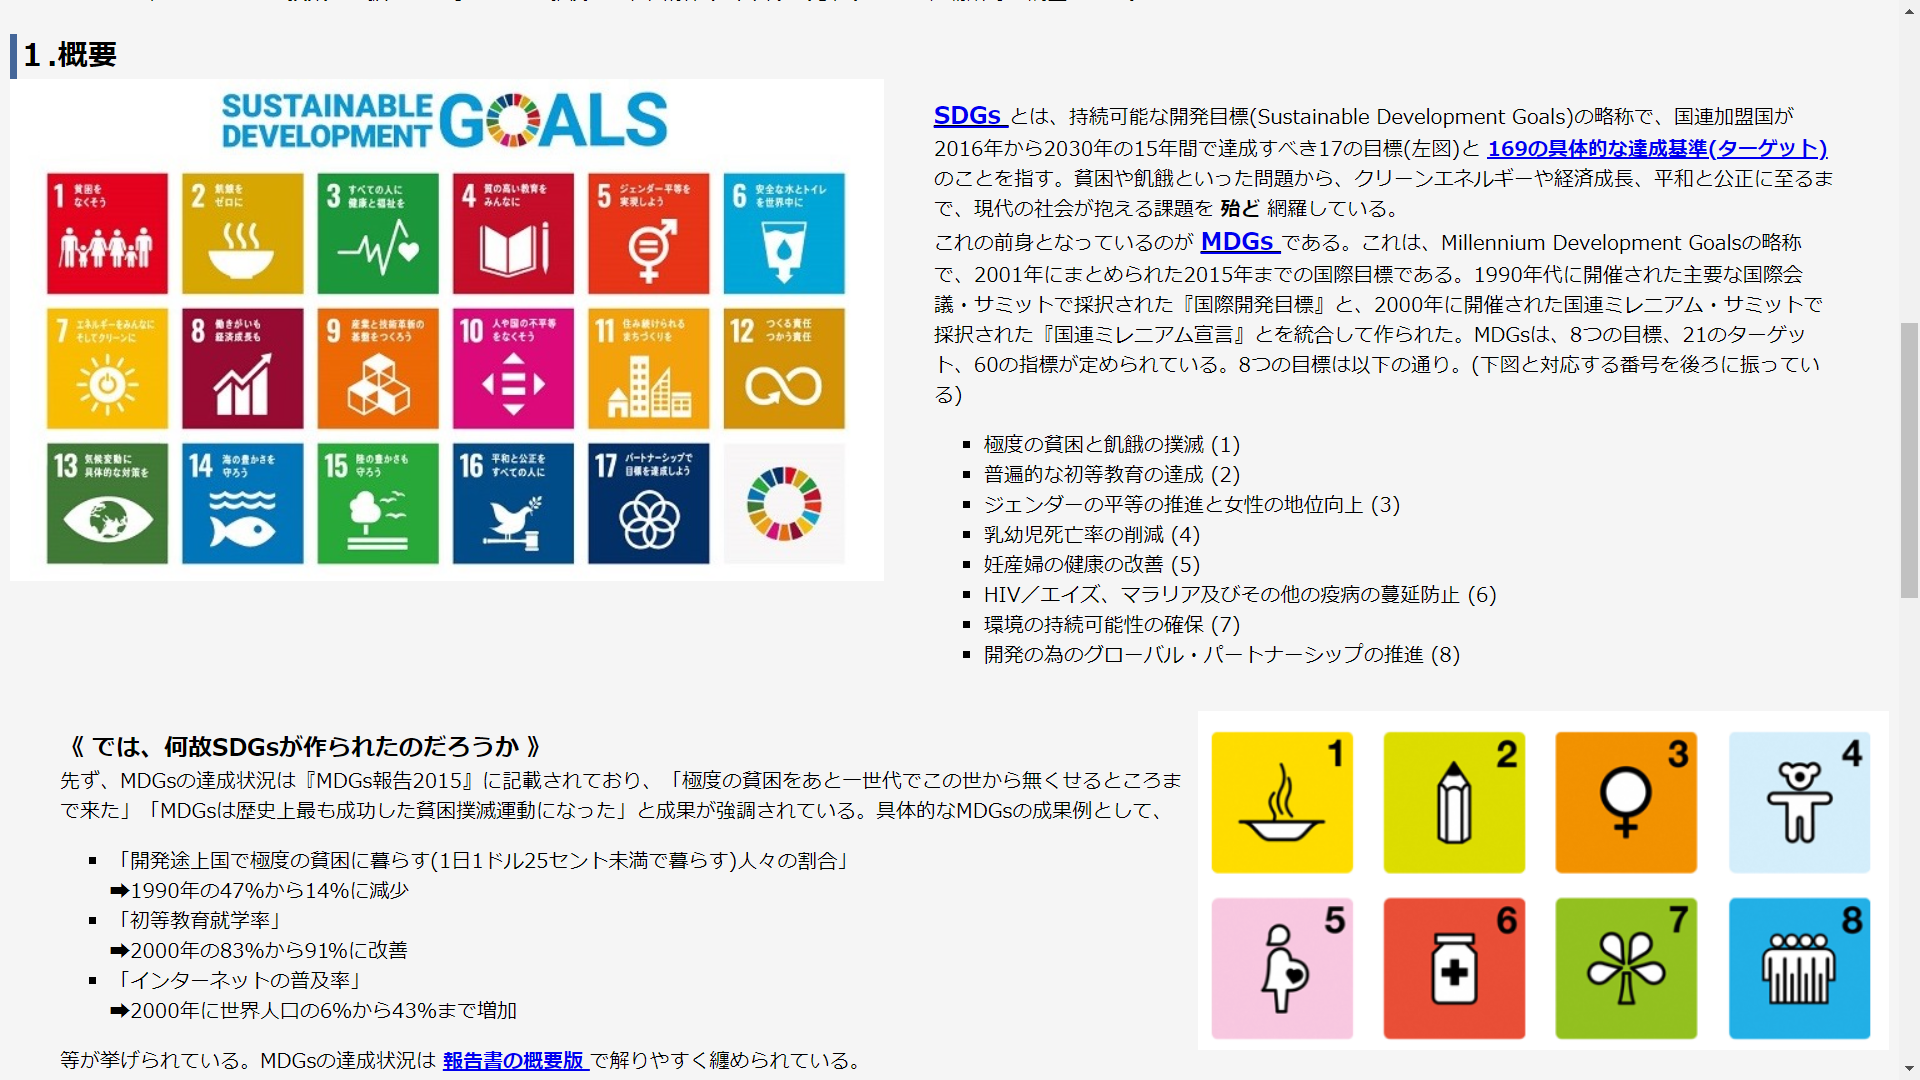 １.概要
SUSTAINABLE
DEVELOPMENT
GOALS
1 貧困を
なくそう
2 飢餓を
ゼロに
3 すべての人に
健康と福祉を
4 質の高い教育を
みんなに
5 ジェンダー平等を
実現しよう
6 安全な水とトイレ
を世界中に
7 エネルギーをみんなに
そしてクリーンに
8 働きがいも
経済成長も
9 産業と技術革新の
基盤をつくろう
10 人や国の不平等
をなくそう
11 住み続けられる
まちづくりを
12 つくる責任
つかう責任
13 気候変動に
具体的な対策を
14 海の豊かさを
守ろう
15 陸の豊かさも
守ろう
16 平和と公正を
すべての人に
17 パートナーシップで
目標を達成しよう
SDGs とは、持続可能な開発目標(Sustainable Development Goals)の略称で、国連加盟国が
2016年から2030年の15年間で達成すべき17の目標(左図)と 169の具体的な達成基準(ターゲット)
のことを指す。貧困や飢餓といった問題から、クリーンエネルギーや経済成長、平和と公正に至るま
で、現代の社会が抱える課題を 殆ど 網羅している。
これの前身となっているのが MDGs である。これは、Millennium Development Goalsの略称
で、2001年にまとめられた2015年までの国際目標である。1990年代に開催された主要な国際会
議・サミットで採択された『国際開発目標』と、2000年に開催された国連ミレニアム・サミットで
採択された『国連ミレニアム宣言』とを統合して作られた。MDGsは、8つの目標、21のターゲッ
ト、60の指標が定められている。8つの目標は以下の通り。(下図と対応する番号を後ろに振ってい
る)
極度の貧困と飢餓の撲滅 (1)
普遍的な初等教育の達成 (2)
ジェンダーの平等の推進と女性の地位向上 (3)
乳幼児死亡率の削減 (4)
妊産婦の健康の改善 (5)
HIV／エイズ、マラリア及びその他の疫病の蔓延防止 (6)
環境の持続可能性の確保 (7)
開発の為のグローバル・パートナーシップの推進 (8)
《 では、何故SDGsが作られたのだろうか 》
先ず、MDGsの達成状況は『MDGs報告2015』に記載されており、「極度の貧困をあと一世代でこの世から無くせるところま
で来た」「MDGsは歴史上最も成功した貧困撲滅運動になった」と成果が強調されている。具体的なMDGsの成果例として、
「開発途上国で極度の貧困に暮らす(1日1ドル25セント未満で暮らす)人々の割合」
➡1990年の47%から14%に減少
「初等教育就学率」
➡2000年の83%から91%に改善
「インターネットの普及率」
➡2000年に世界人口の6%から43%まで増加
等が挙げられている。MDGsの達成状況は 報告書の概要版 で解りやすく纏められている。
1
2
3
4
5
6
7
8